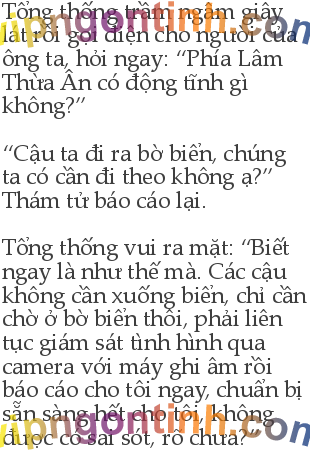 Tổng thống trầm ngâm giây
lát rồi gọi điện cho người của
ông ta, hỏi ngay: “Phía Lâm
Thừa Ân có động tĩnh gì
không?”
“Cậu ta đi ra bờ biển, chúng
ta có cần đi theo không ạ?”
Thám tử báo cáo lại.
Tổng thống vui ra mặt: “Biết
ngay là như thế mà. Các cậu
không cần xuống biển, chỉ cần
chờ ở bờ biển thôi, phải liên
tục giám sát tình hình qua
camera với máy ghi âm rồi
báo cáo cho tôi ngay, chuẩn bị
sẵn sàng hết cho tôi, không
được có sai sót, rõ chưa?
vipngontinh.com
vipngontinh.com